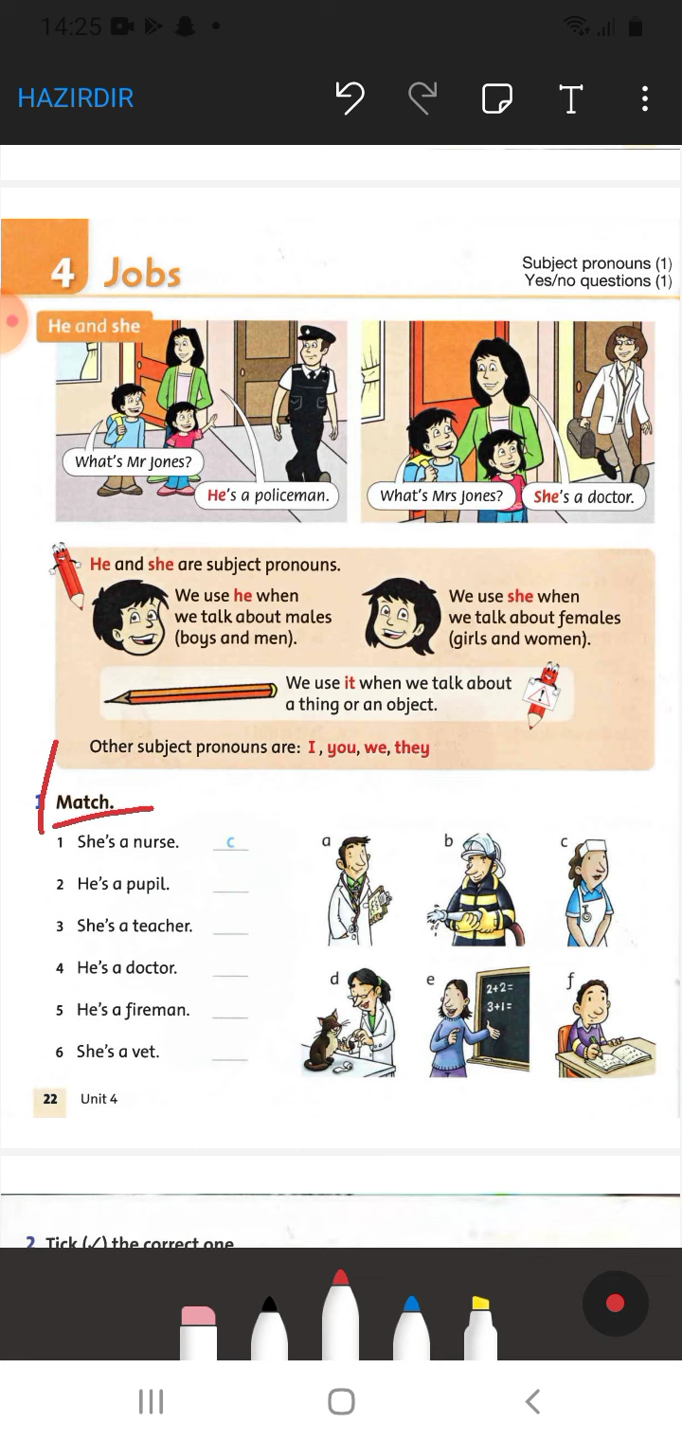 14:25
HAZIRDIR
T
4 Jobs
Subject pronouns (1)
Yes/no questions (1)
He and she
What's Mr Jones?
He's a policeman.
What's Mrs Jones?
She's a doctor.
He and she are subject pronouns.
We use he when
we talk about males
(boys and men).
We use she when
we talk about females
(girls and women).
We use it when we talk about
a thing or an object.
Other subject pronouns are: I, you, we, they
1 Match.
1 She's a nurse. c
2 He's a pupil.
3 She's a teacher.
4 He's a doctor.
5 He's a fireman.
6 She's a vet.
a
b
c
d
e
2+2=
3+1=
f
22 Unit 4
2 Tick (✓) the correct one